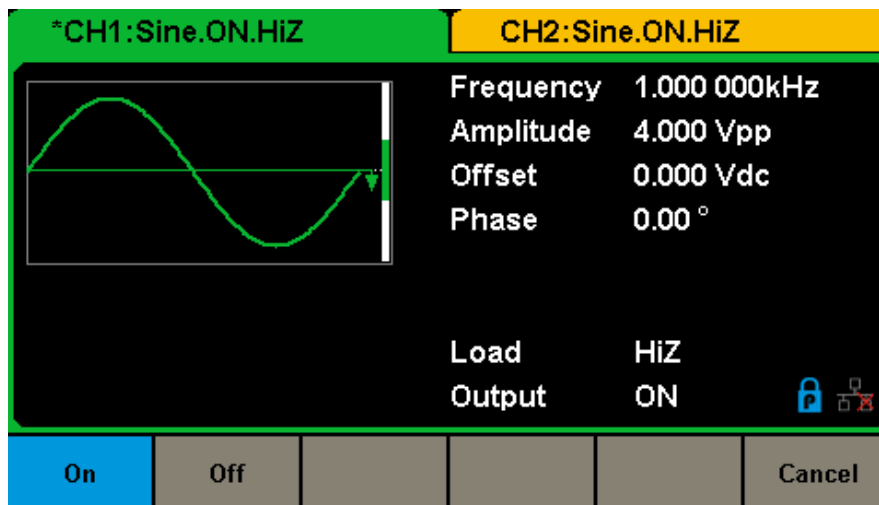 *CH1:Sine.ON.HiZ CH2:Sine.ON.HiZ
Frequency 1.000 000kHz
Amplitude 4.000 Vpp
Offset 0.000 Vdc
Phase 0.00 °
Load HiZ
Output ON P
On Off Cancel